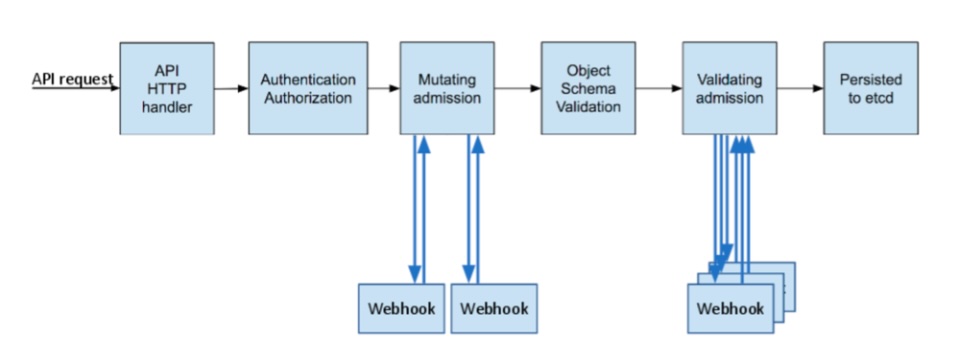 API request
API
HTTP
handler
Authentication
Authorization
Mutating
admission
Object
Schema
Validation
Validating
admission
Persisted
to etcd
Webhook
Webhook
Webhook